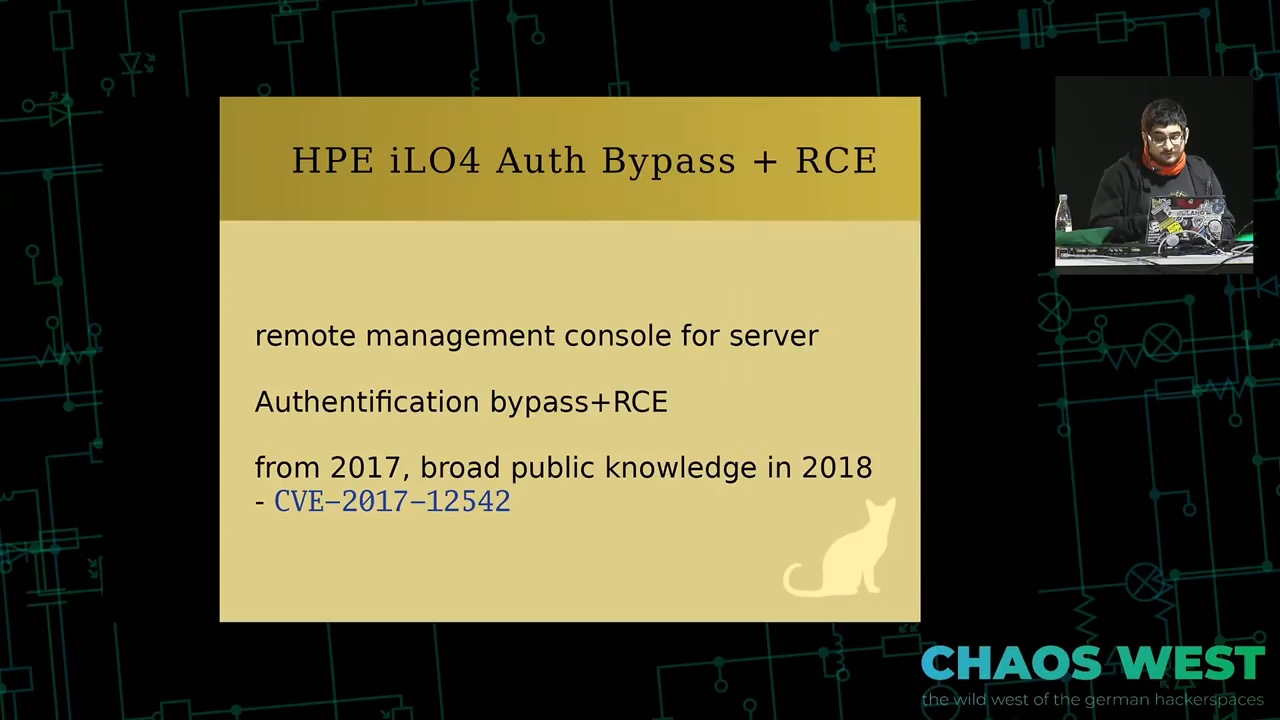 HPE iLO4 Auth Bypass + RCE
remote management console for server
Authentification bypass+RCE
from 2017, broad public knowledge in 2018
- CVE-2017-12542
CHAOS WEST
the wild west of the german hackerspaces